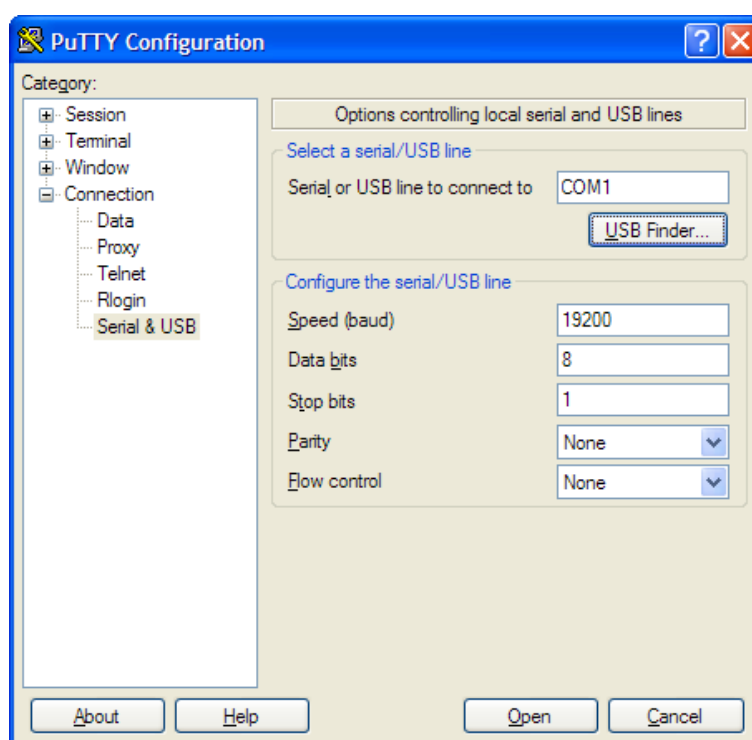 PuTTY Configuration
Category:
Session
Terminal
Window
Connection
Data
Proxy
Telnet
Rlogin
Serial & USB
Options controlling local serial and USB lines
Select a serial/USB line
Serial or USB line to connect to COM1
USB Finder...
Configure the serial/USB line
Speed (baud) 19200
Data bits 8
Stop bits 1
Parity None
Flow control None
About Help Open Cancel